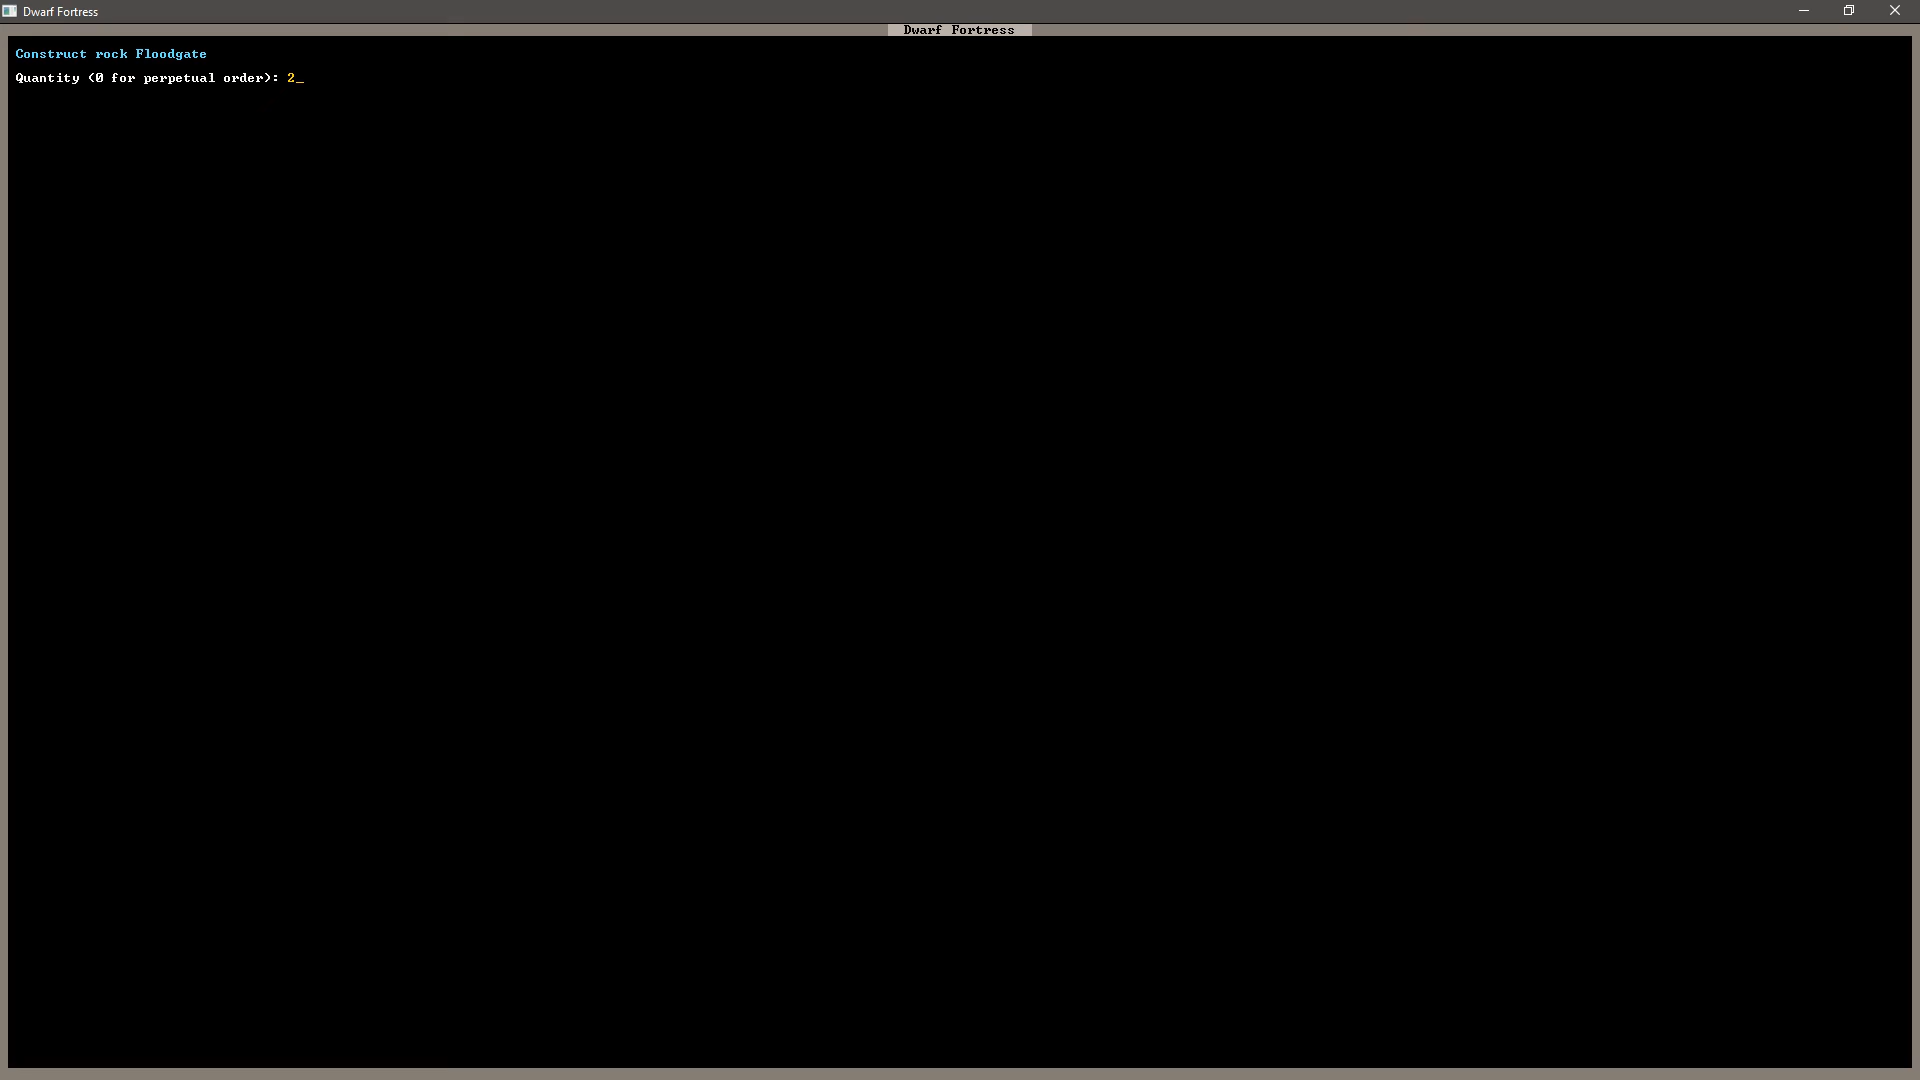 Dwarf Fortress
Dwarf Fortress
Construct rock Floodgate
Quantity (0 for perpetual order): 2_